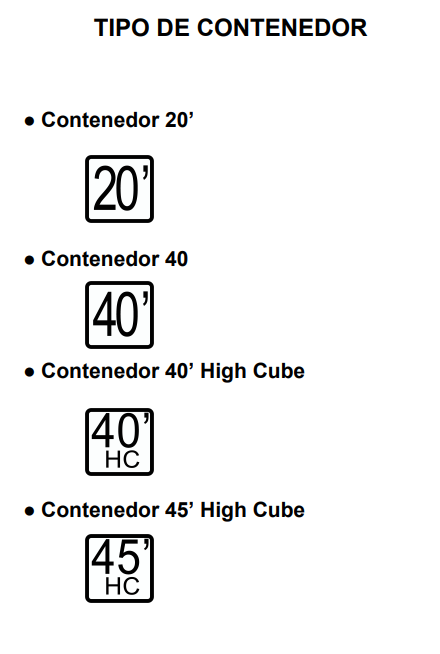 TIPO DE CONTENEDOR
● Contenedor 20’
20’
● Contenedor 40
40’
● Contenedor 40’ High Cube
40’
HC
● Contenedor 45’ High Cube
45’
HC